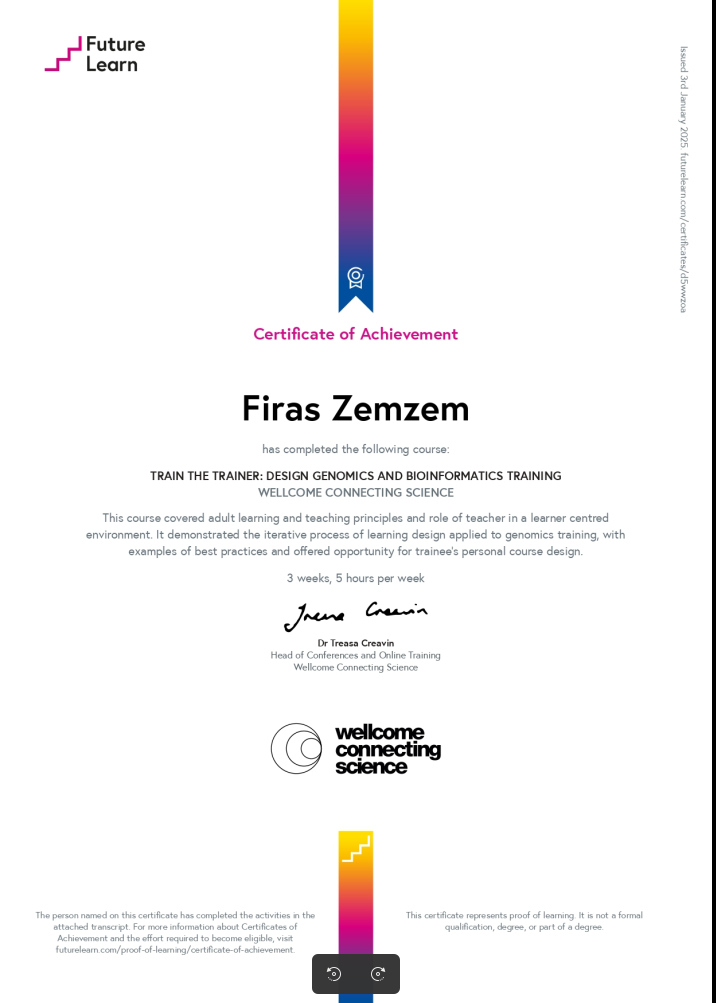 Future
Learn
Issued 3rd January 2025. futurelearn.com/certificates/d5wwzoa
Certificate of Achievement
Firas Zemzem
has completed the following course:
TRAIN THE TRAINER: DESIGN GENOMICS AND BIOINFORMATICS TRAINING
WELLCOME CONNECTING SCIENCE
This course covered adult learning and teaching principles and role of teacher in a learner centred
environment. It demonstrated the iterative process of learning design applied to genomics training, with
examples of best practices and offered opportunity for trainee's personal course design.
3 weeks, 5 hours per week
Treasa Creavin
Dr Treasa Creavin
Head of Conferences and Online Training
Wellcome Connecting Science
wellcome
connecting
science
The person named on this certificate has completed the activities in the
attached transcript. For more information about Certificates of
Achievement and the effort required to become eligible, visit
futurelearn.com/proof-of-learning/certificate-of-achievement.
This certificate represents proof of learning. It is not a formal
qualification, degree, or part of a degree.